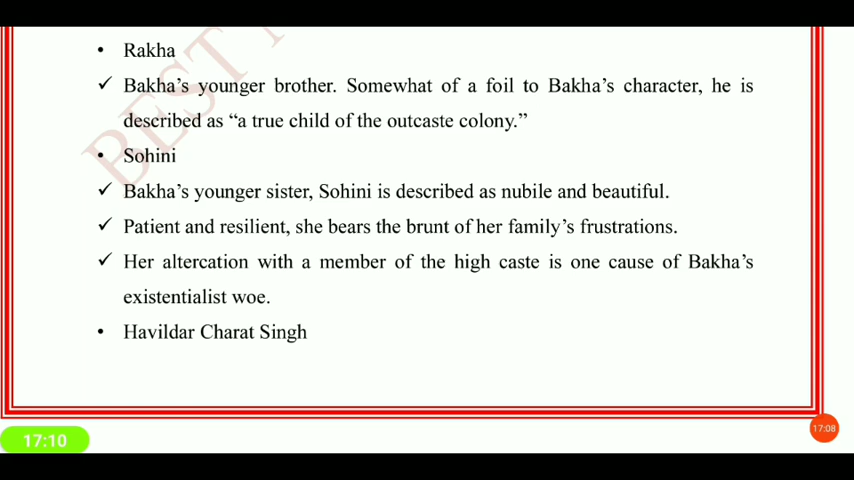 • Rakha
✓ Bakha's younger brother. Somewhat of a foil to Bakha's character, he is
described as “a true child of the outcaste colony.”
• Sohini
✓ Bakha's younger sister, Sohini is described as nubile and beautiful.
✓ Patient and resilient, she bears the brunt of her family's frustrations.
✓ Her altercation with a member of the high caste is one cause of Bakha's
existentialist woe.
• Havildar Charat Singh
BEST
17:10
17:08